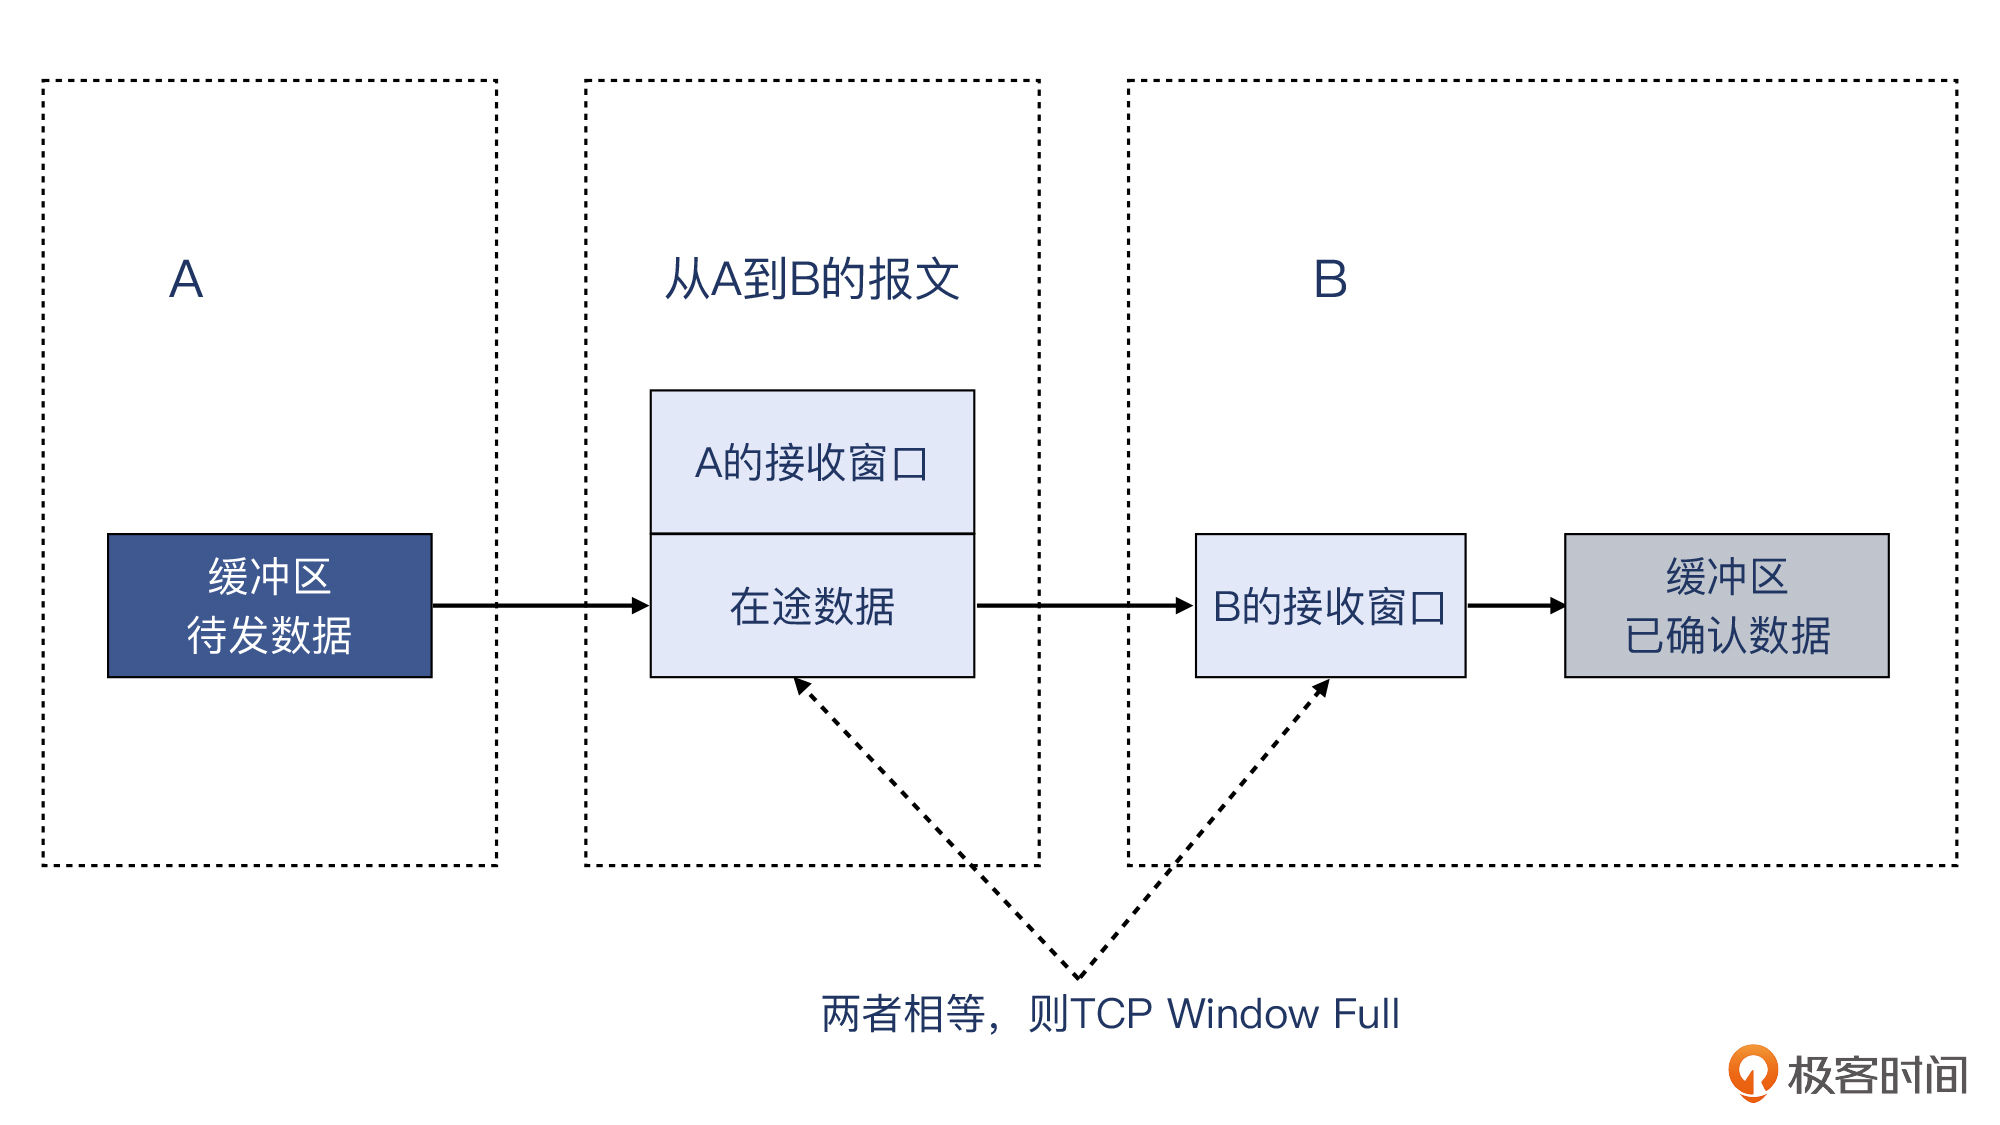 A
从A到B的报文
B
A的接收窗口
缓冲区
待发数据
在途数据
B的接收窗口
缓冲区
已确认数据
两者相等，则TCP Window Full
极客时间